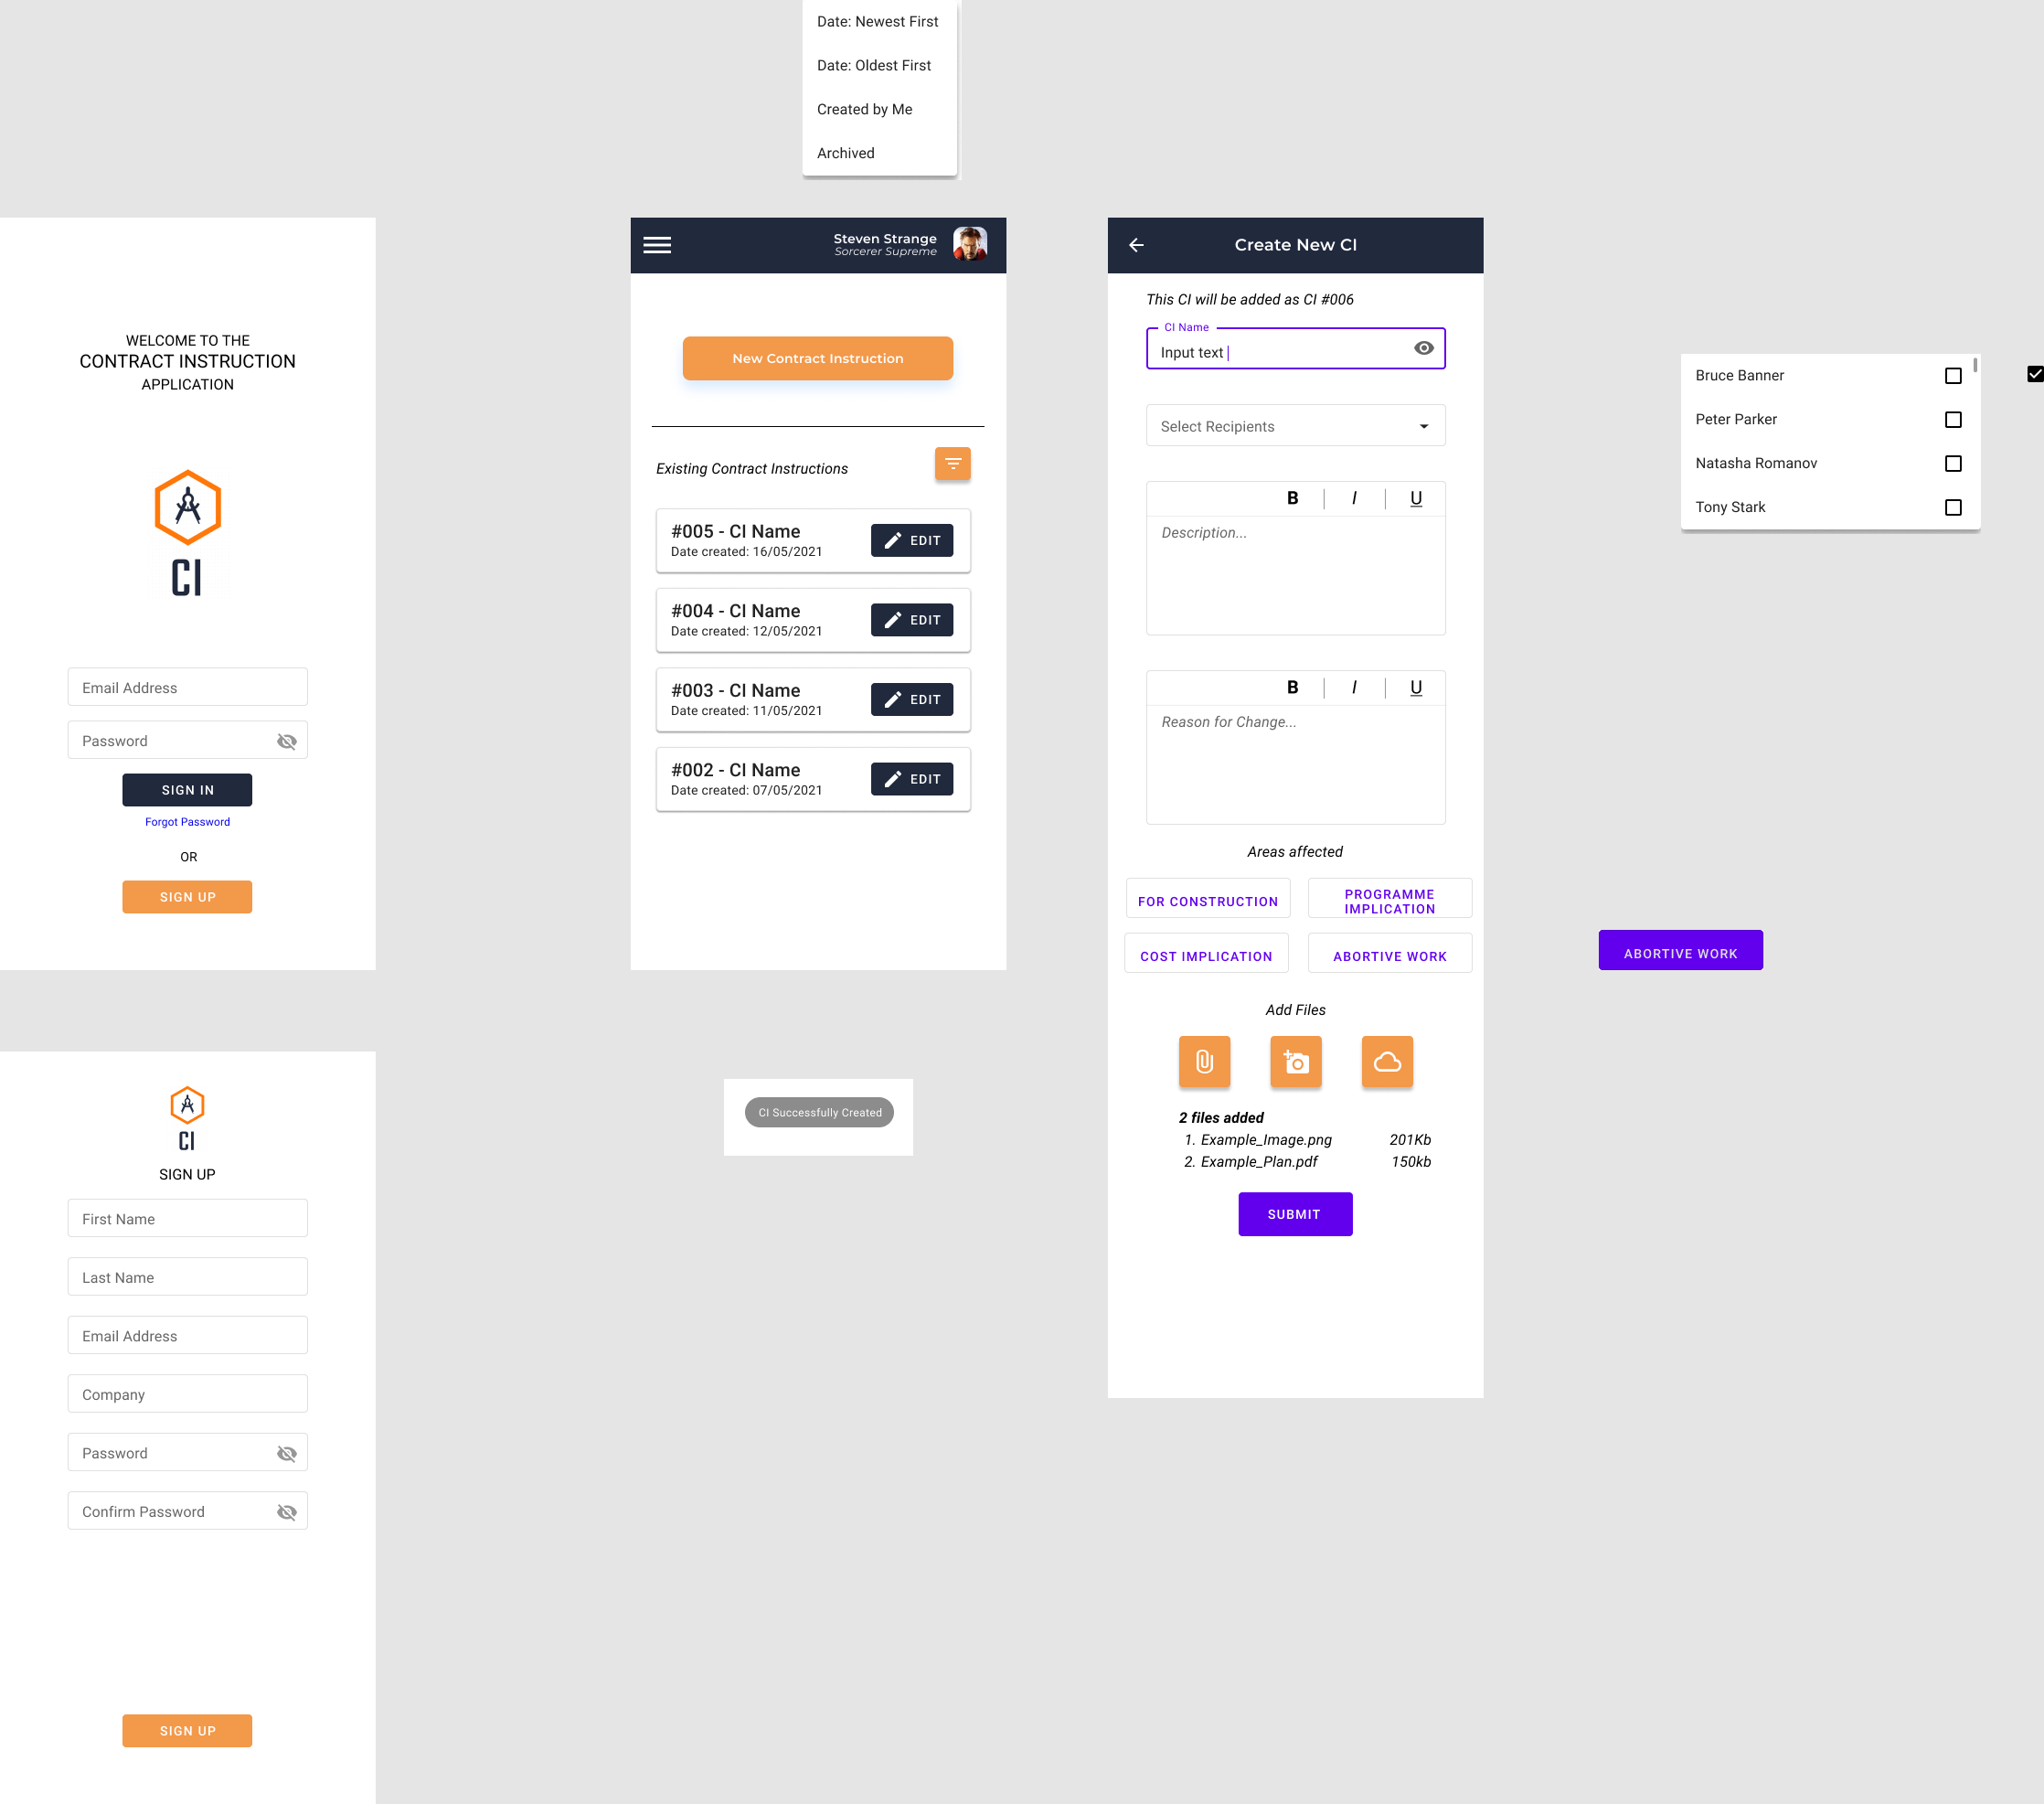 Date: Newest First
Date: Oldest First
Created by Me
Archived
WELCOME TO THE
CONTRACT INSTRUCTION
APPLICATION
CI
Email Address
Password
SIGN IN
Forgot Password
OR
SIGN UP
CI
SIGN UP
First Name
Last Name
Email Address
Company
Password
Confirm Password
SIGN UP
Steven Strange
Sorcerer Supreme
New Contract Instruction
Existing Contract Instructions
#005 - CI Name
Date created: 16/05/2021
EDIT
#004 - CI Name
Date created: 12/05/2021
EDIT
#003 - CI Name
Date created: 11/05/2021
EDIT
#002 - CI Name
Date created: 07/05/2021
EDIT
CI Successfully Created
Create New CI
This CI will be added as CI #006
CI Name
Input text
Select Recipients
B I U
Description...
B I U
Reason for Change...
Areas affected
FOR CONSTRUCTION
PROGRAMME
IMPLICATION
COST IMPLICATION
ABORTIVE WORK
Add Files
2 files added
1. Example_Image.png 201Kb
2. Example_Plan.pdf 150kb
SUBMIT
Bruce Banner
Peter Parker
Natasha Romanov
Tony Stark
ABORTIVE WORK